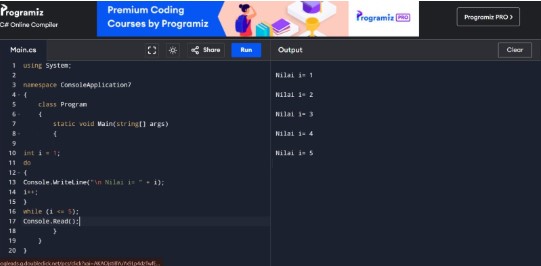 Programiz
C# Online Compiler
Premium Coding
Courses by Programiz
Programiz PRO
Programiz PRO >
Main.cs
Share
Run
Output
Clear
1 using System;
2
3 namespace ConsoleApplication7
4 {
5 class Program
6 {
7 static void Main(string[] args)
8 {
9
10 int i = 1;
11 do
12 {
13 Console.WriteLine("\n Nilai i= " + i);
14 i++;
15 }
16 while (i <= 5);
17 Console.Read();
18 }
19 }
20 }
Nilai i= 1
Nilai i= 2
Nilai i= 3
Nilai i= 4
Nilai i= 5